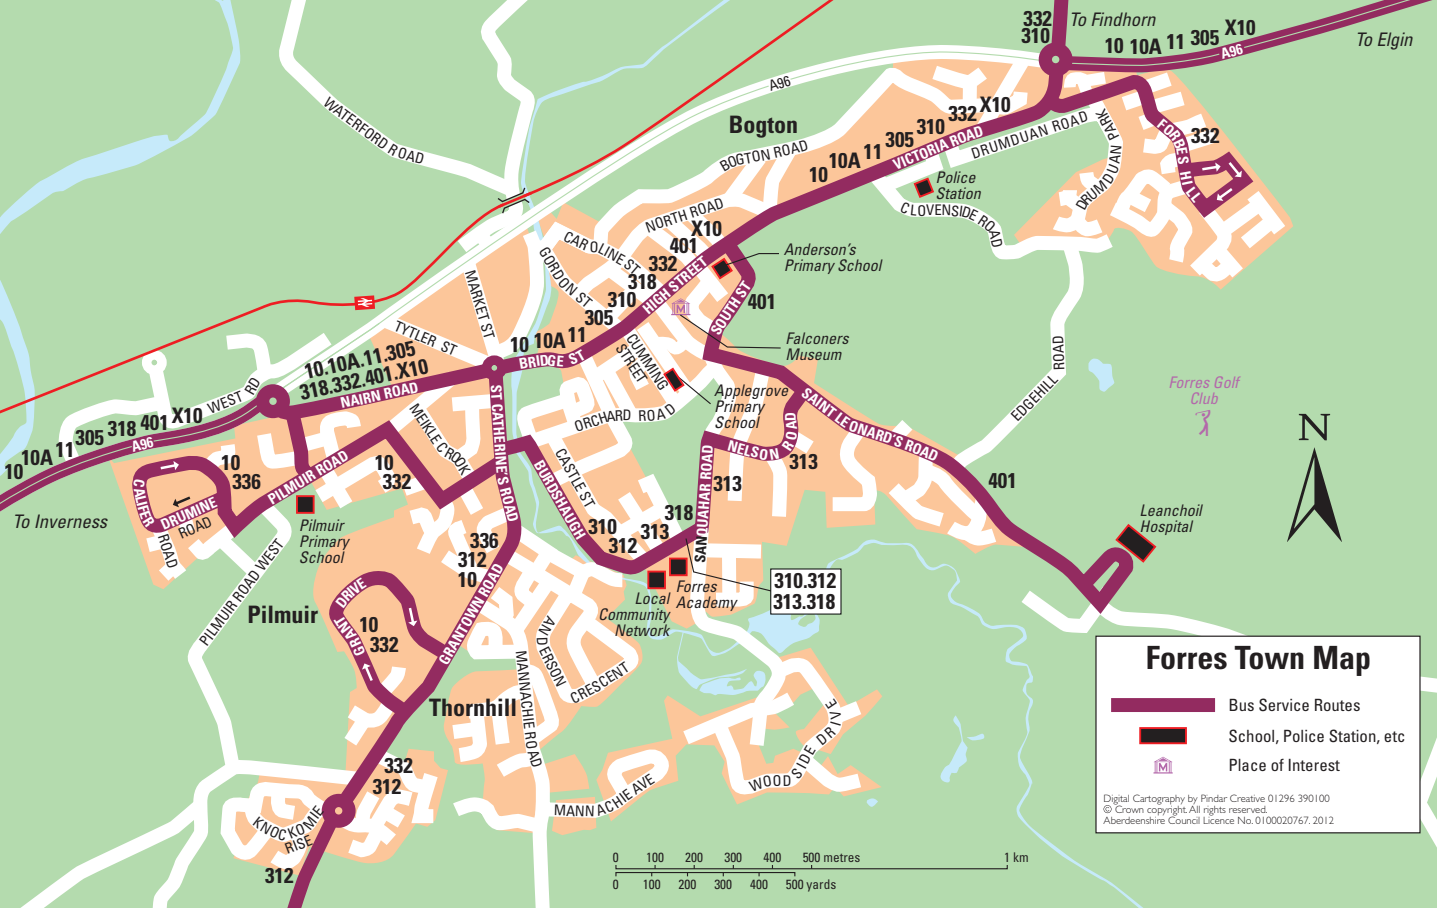 332
310
To Findhorn
10 10A 11 305 X10
A96
To Elgin
A96
WATERFORD ROAD
Bogton
BOGTON ROAD
10 10A 11 305 310 332 X10
VICTORIA ROAD
DRUMDUAN ROAD
DRUMDUAN PARK
FORBES HILL
332
Police
Station
CLOVENSIDE ROAD
NORTH ROAD
CAROLINE ST
GORDON ST
X10
401
332
318
310
305
HIGH STREET
Anderson's
Primary School
SOUTH ST
401
M
Falconers
Museum
MARKET ST
TYTLER ST
10 10A 11
BRIDGE ST
CUMMING
STREET
10.10A.11.305
318.332.401.X10
NAIRN ROAD
WEST RD
10 10A 11 305 318 401 X10
A96
To Inverness
Applegrove
Primary
School
ORCHARD ROAD
EDGEHILL ROAD
Forres Golf
Club
N
SAINT LEONARD'S ROAD
NELSON ROAD
313
313
401
Leanchoil
Hospital
MEIKLE CROOK
ST CATHERINE'S ROAD
10
332
PILMUIR ROAD
10
336
CALIFER ROAD
DRUMINE
ROAD
Pilmuir
Primary
School
CASTLE ST
BURDSHAUGH
310
312
313
318
SANQUAHAR ROAD
336
312
10
GRANTOWN ROAD
PILMUIR ROAD WEST
Pilmuir
GRANT DRIVE
10
332
Local
Community
Network
Forres
Academy
310.312
313.318
ANDERSON
CRESCENT
MANNACHIE ROAD
Thornhill
332
312
KNOCKOMIE
RISE
312
MANNACHIE AVE
WOODSIDE DRIVE
Forres Town Map
Bus Service Routes
School, Police Station, etc
M
Place of Interest
Digital Cartography by Pindar Creative 01296 390100
© Crown copyright. All rights reserved.
Aberdeenshire Council Licence No. 0100020767. 2012
0 100 200 300 400 500 metres 1 km
0 100 200 300 400 500 yards